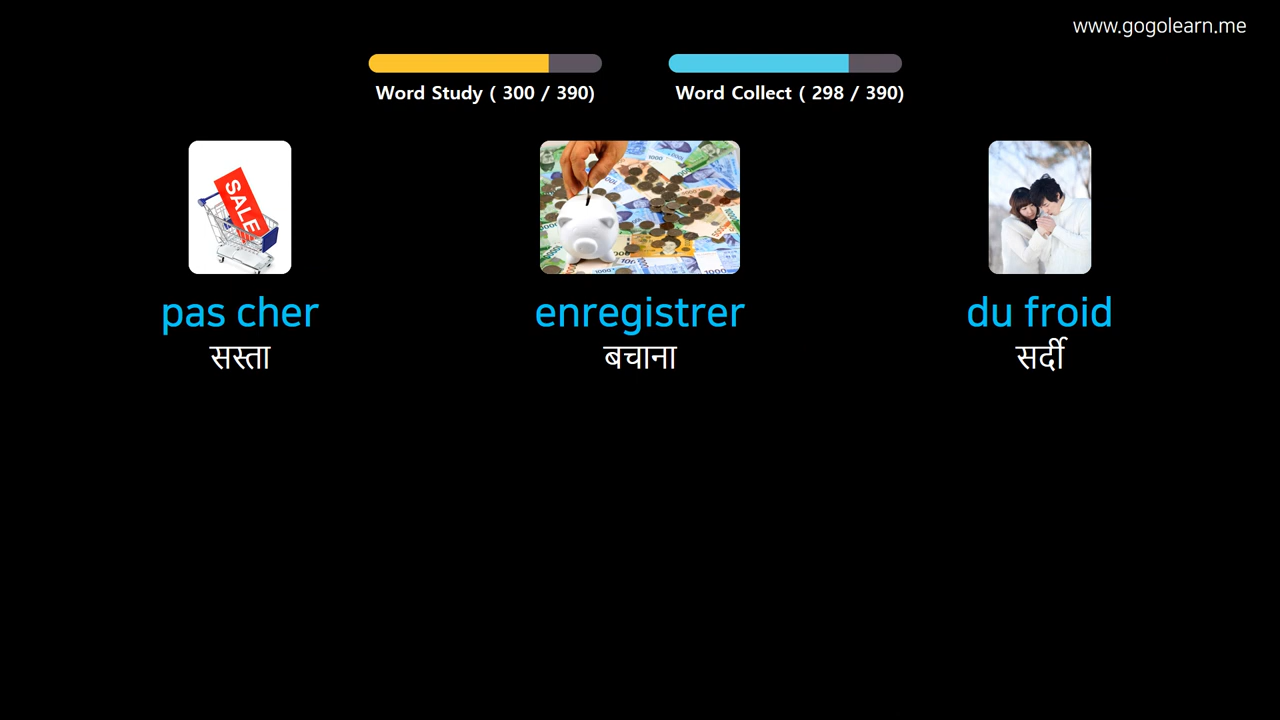 www.gogolearn.me
Word Study ( 300 / 390)
Word Collect ( 298 / 390)
SALE
pas cher
enregistrer
du froid
सस्ता
बचाना
सर्दी